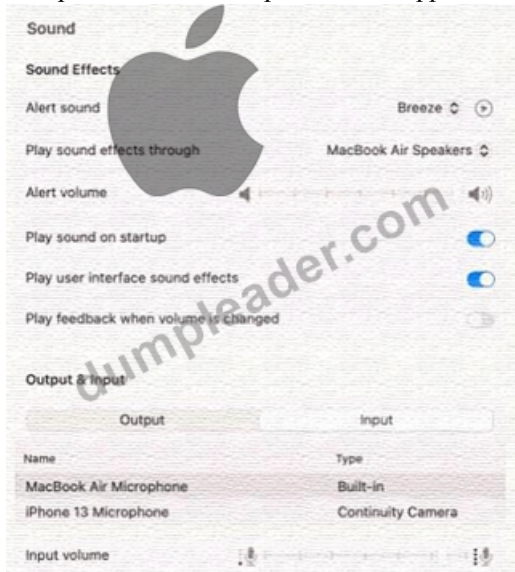 Sound
Sound Effects
Alert sound Breeze
Play sound effects through MacBook Air Speakers
Alert volume
Play sound on startup
Play user interface sound effects
Play feedback when volume is changed
dumpleader.com
Output & Input
Output Input
Name Type
MacBook Air Microphone Built-in
iPhone 13 Microphone Continuity Camera
Input volume